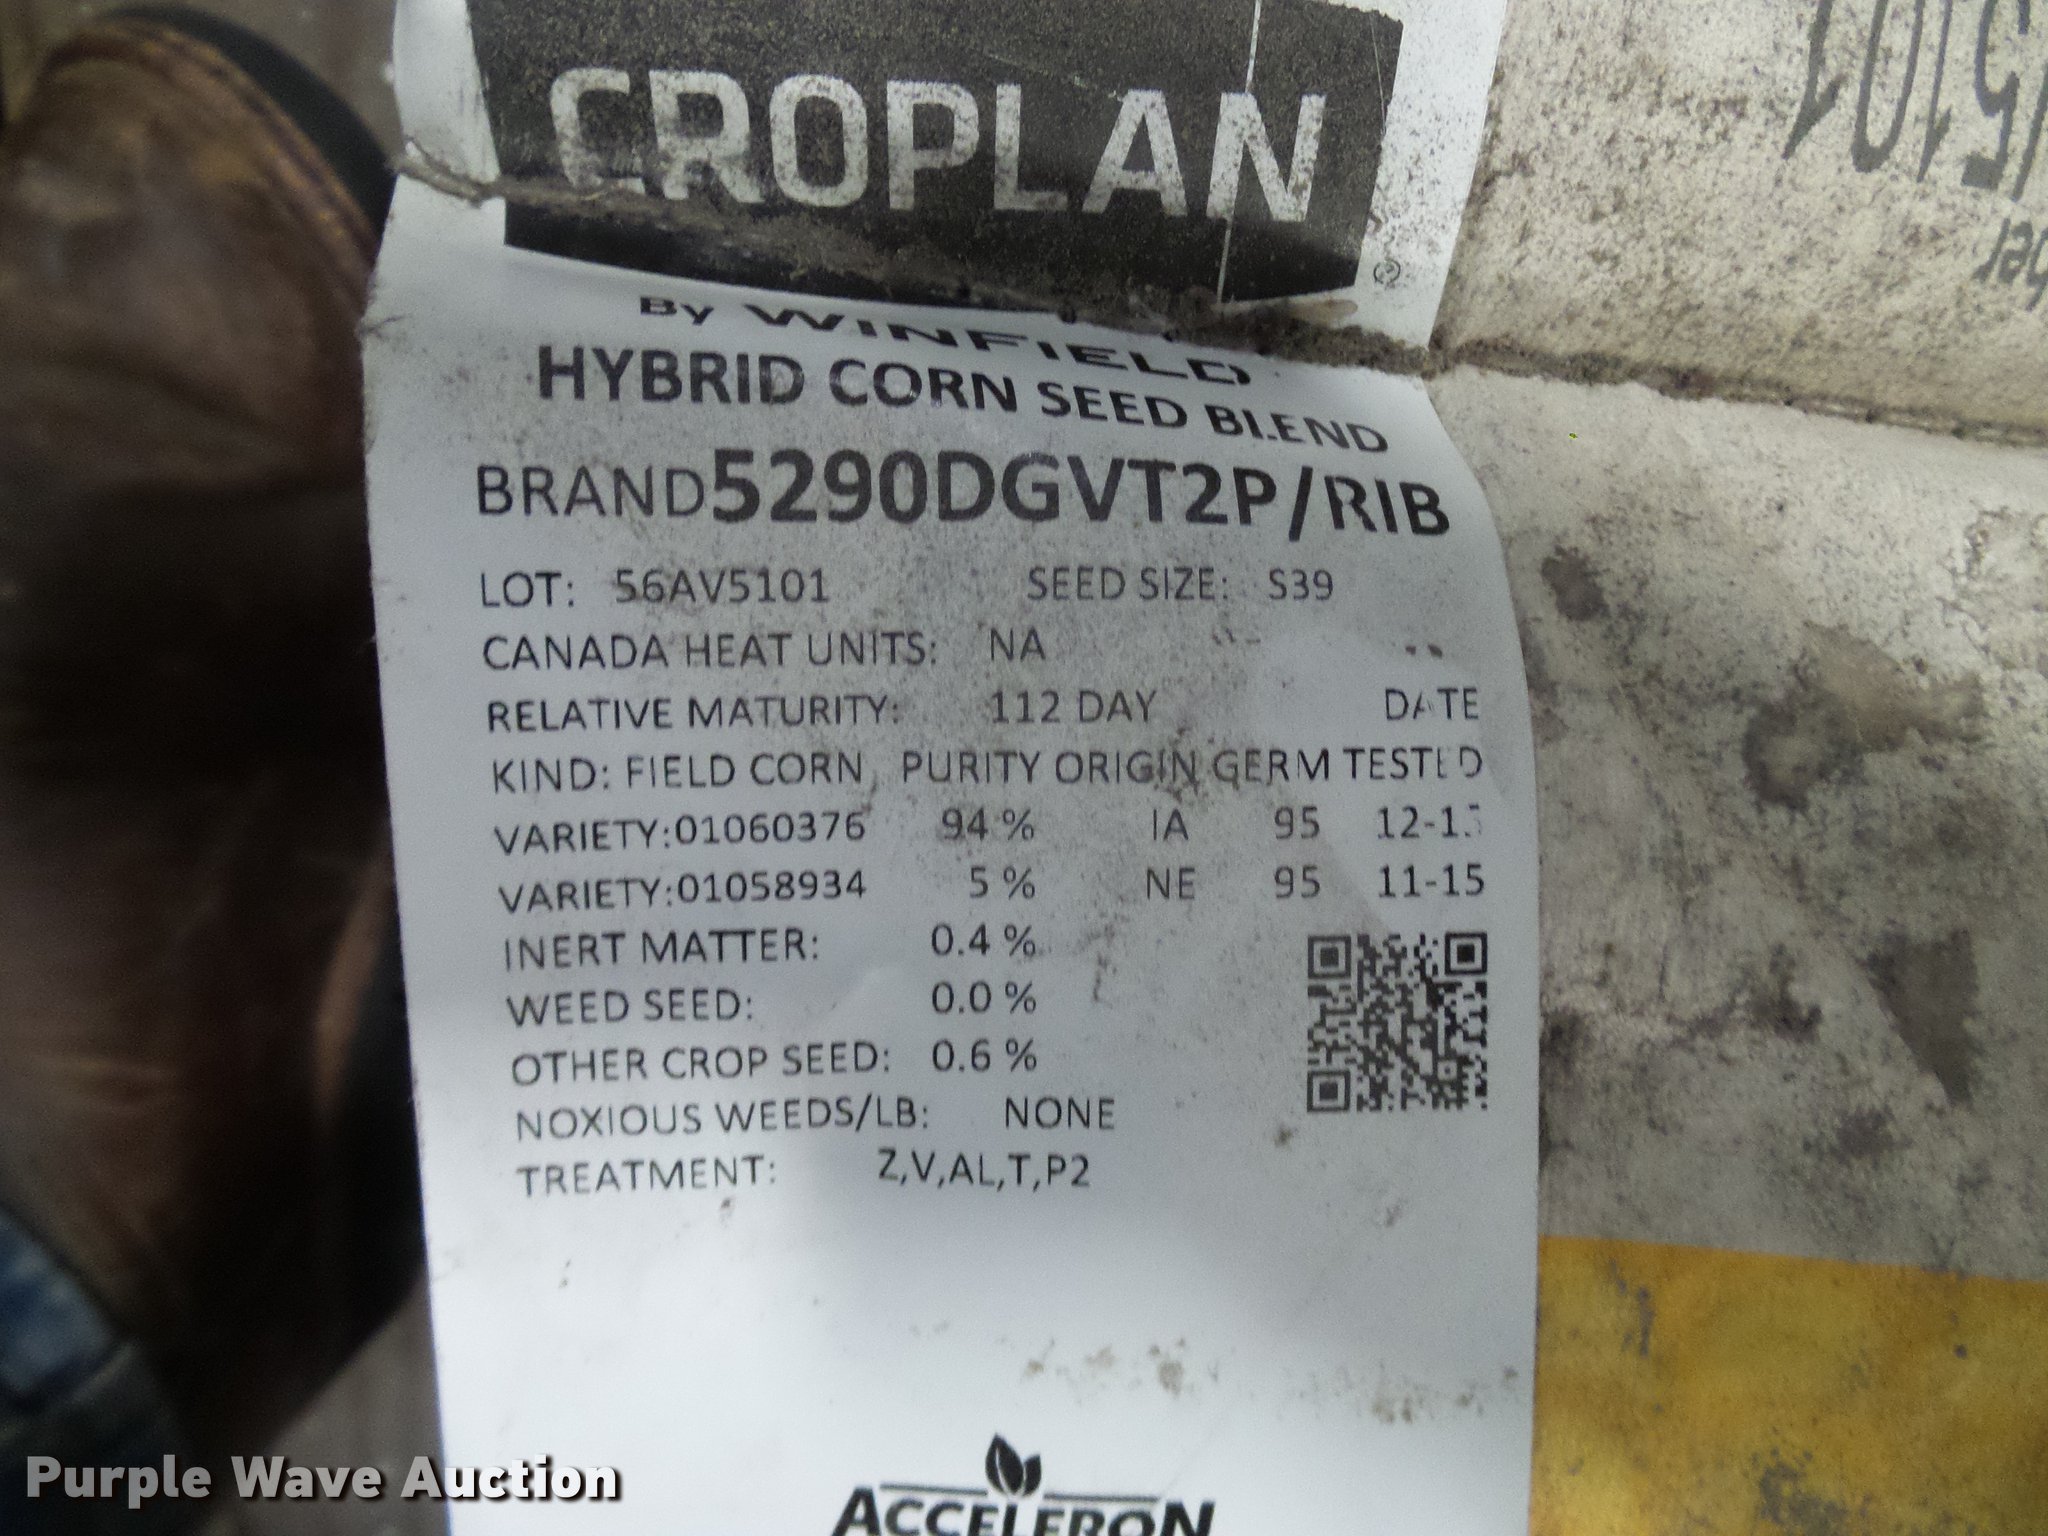 CROPLAN
®
By WINFIELD
HYBRID CORN SEED BLEND
BRAND 5290DGVT2P/RIB
LOT: 56AV5101 SEED SIZE: S39
CANADA HEAT UNITS: NA
RELATIVE MATURITY: 112 DAY DATE
KIND: FIELD CORN PURITY ORIGIN GERM TESTED
VARIETY:01060376 94 % IA 95
VARIETY:01058934 5 % NE 95 11-15
INERT MATTER: 0.4 %
WEED SEED: 0.0 %
OTHER CROP SEED: 0.6 %
NOXIOUS WEEDS/LB: NONE
TREATMENT: Z,V,AL,T,P2
ACCELERON
Purple Wave Auction